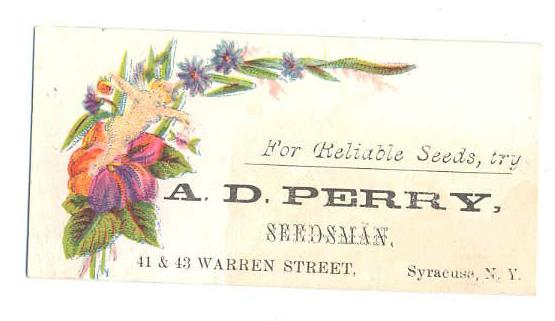 For Reliable Seeds, try
A. D. PERRY,
SEEDSMAN,
41 & 43 WARREN STREET, Syracuse, N. Y.